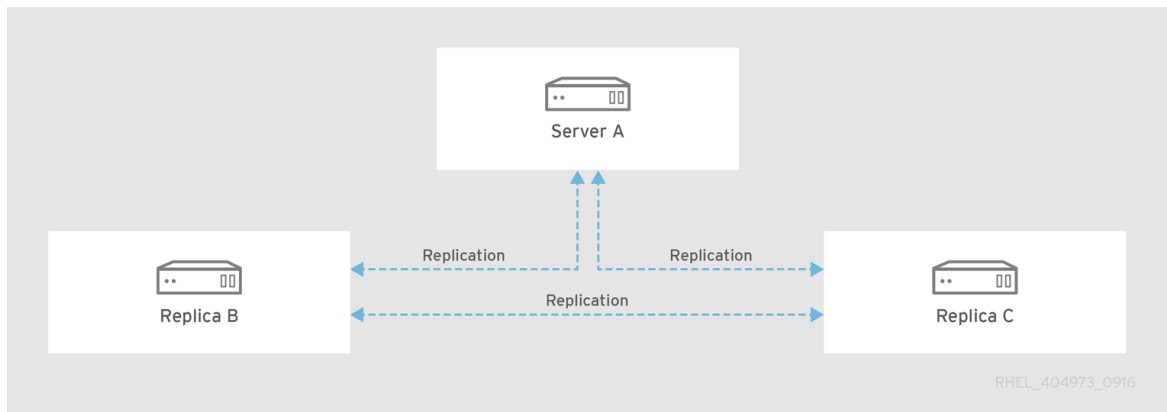 Server A
Replication
Replication
Replication
Replica B
Replica C
RHEL_404973_0916